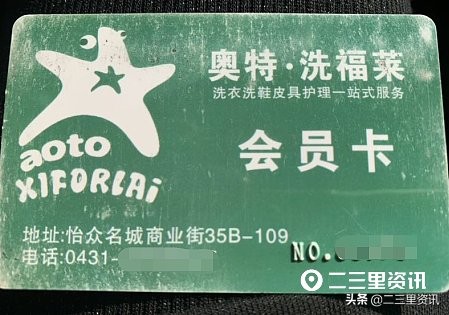 奥特·洗福莱
洗衣洗鞋皮具护理一站式服务
会员卡
aoto
XIFORLAi
地址:怡众名城商业街35B-109
电话:0431-
NO.
二三里资讯
头条 @二三里资讯